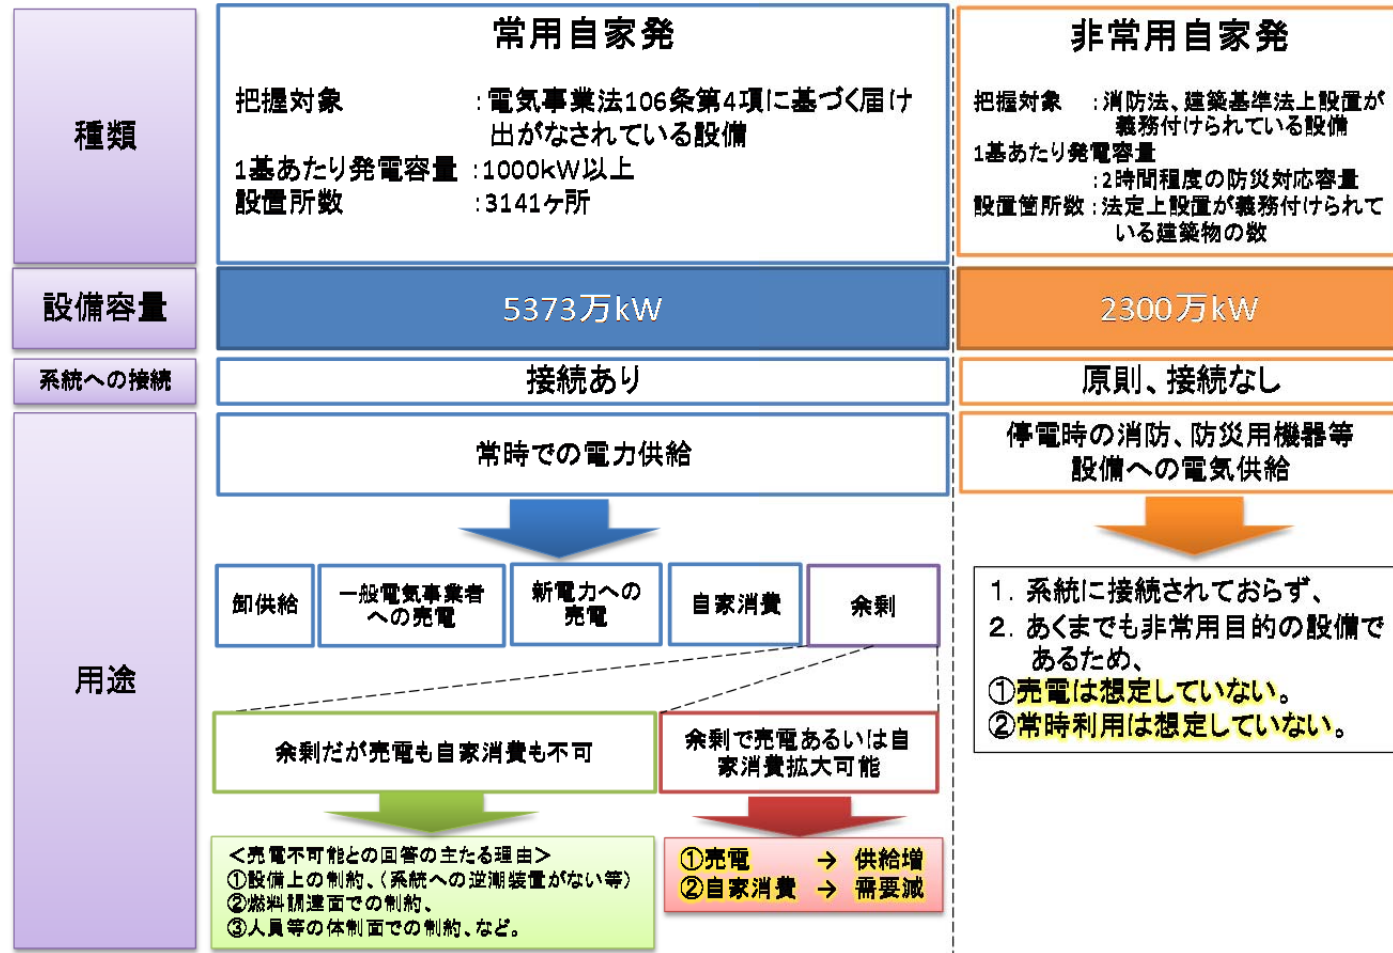 種類
常用自家発
把握対象 :電気事業法106条第4項に基づく届け
出がなされている設備
1基あたり発電容量 :1000kW以上
設置所数 :3141ヶ所
非常用自家発
把握対象 :消防法、建築基準法上設置が
義務付けられている設備
1基あたり発電容量
:2時間程度の防災対応容量
設置箇所数:法定上設置が義務付けられて
いる建築物の数
設備容量
5373万kW
2300万kW
系統への接続
接続あり
原則、接続なし
用途
常時での電力供給
停電時の消防、防災用機器等
設備への電気供給
卸供給
一般電気事業者
への売電
新電力への
売電
自家消費
余剰
1. 系統に接続されておらず、
2. あくまでも非常用目的の設備で
あるため、
①売電は想定していない。
②常時利用は想定していない。
余剰だが売電も自家消費も不可
余剰で売電あるいは自
家消費拡大可能
＜売電不可能との回答の主たる理由＞
①設備上の制約、(系統への逆潮装置がない等)
②燃料調達面での制約、
③人員等の体制面での制約、など。
①売電 → 供給増
②自家消費 → 需要減